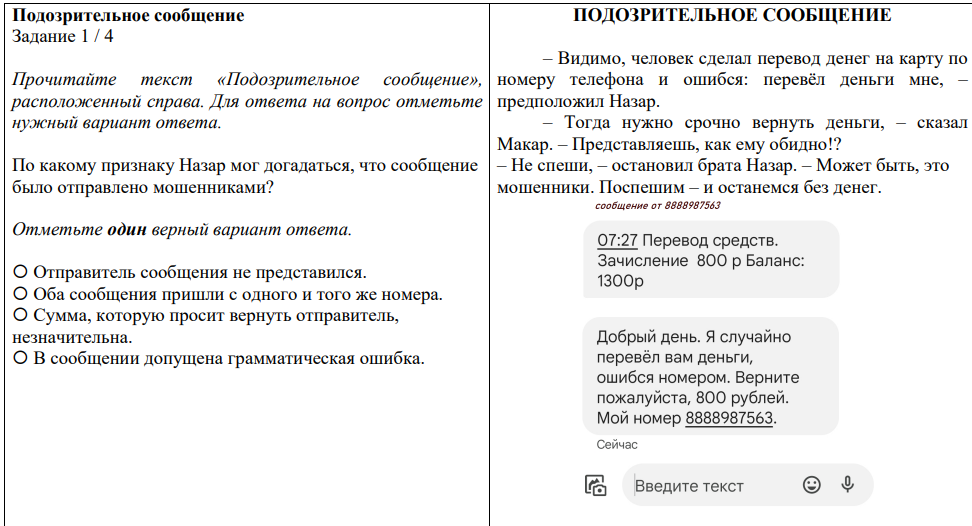 Подозрительное сообщение
Задание 1 / 4
Прочитайте текст «Подозрительное сообщение»,
расположенный справа. Для ответа на вопрос отметьте
нужный вариант ответа.
По какому признаку Назар мог догадаться, что сообщение
было отправлено мошенниками?
Отметьте один верный вариант ответа.
Отправитель сообщения не представился.
Оба сообщения пришли с одного и того же номера.
Сумма, которую просит вернуть отправитель,
незначительна.
В сообщении допущена грамматическая ошибка.
ПОДОЗРИТЕЛЬНОЕ СООБЩЕНИЕ
– Видимо, человек сделал перевод денег на карту по
номеру телефона и ошибся: перевёл деньги мне, –
предположил Назар.
– Тогда нужно срочно вернуть деньги, – сказал
Макар. – Представляешь, как ему обидно!?
– Не спеши, – остановил брата Назар. – Может быть, это
мошенники. Поспешим – и останемся без денег.
сообщение от 8888987563
07:27 Перевод средств.
Зачисление 800 р Баланс:
1300р
Добрый день. Я случайно
перевёл вам деньги,
ошибся номером. Верните
пожалуйста, 800 рублей.
Мой номер 8888987563.
Сейчас
Введите текст